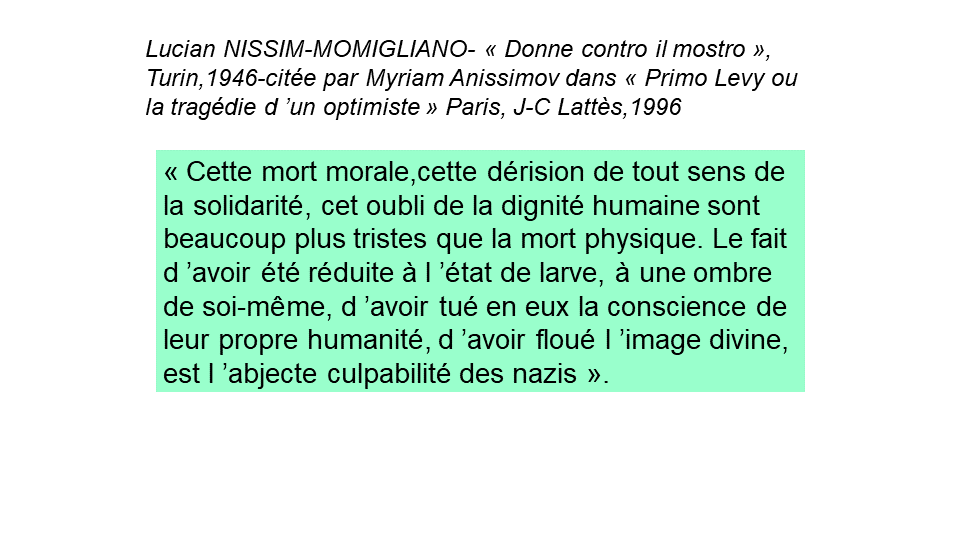 Lucian NISSIM-MOMIGLIANO- « Donne contro il mostro »,
Turin,1946-citée par Myriam Anissimov dans « Primo Levy ou
la tragédie d ’un optimiste » Paris, J-C Lattès,1996
« Cette mort morale,cette dérision de tout sens de
la solidarité, cet oubli de la dignité humaine sont
beaucoup plus tristes que la mort physique. Le fait
d ’avoir été réduite à l ’état de larve, à une ombre
de soi-même, d ’avoir tué en eux la conscience de
leur propre humanité, d ’avoir floué l ’image divine,
est l ’abjecte culpabilité des nazis ».